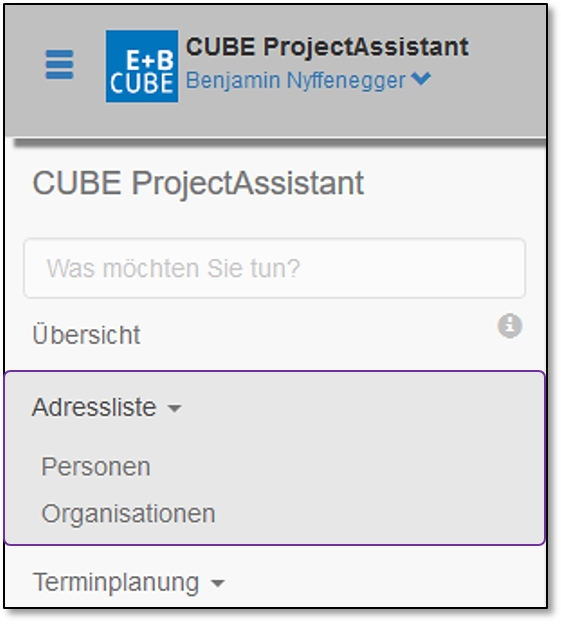 E+B
CUBE
CUBE ProjectAssistant
Benjamin Nyffenegger
CUBE ProjectAssistant
Was möchten Sie tun?
Übersicht
Adressliste
Personen
Organisationen
Terminplanung